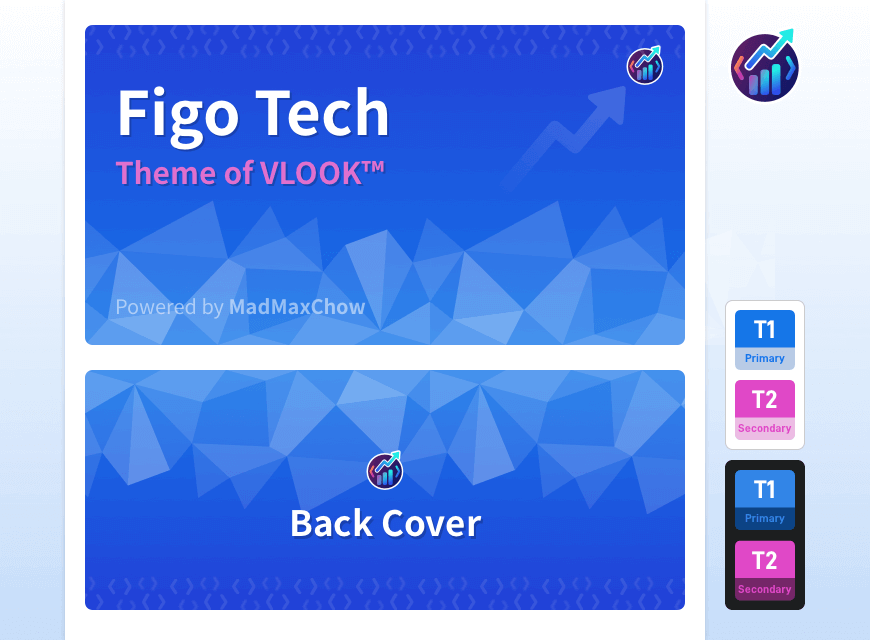 Figo Tech
Theme of VLOOK™
Powered by MadMaxChow
Back Cover
T1
Primary
T2
Secondary
T1
Primary
T2
Secondary